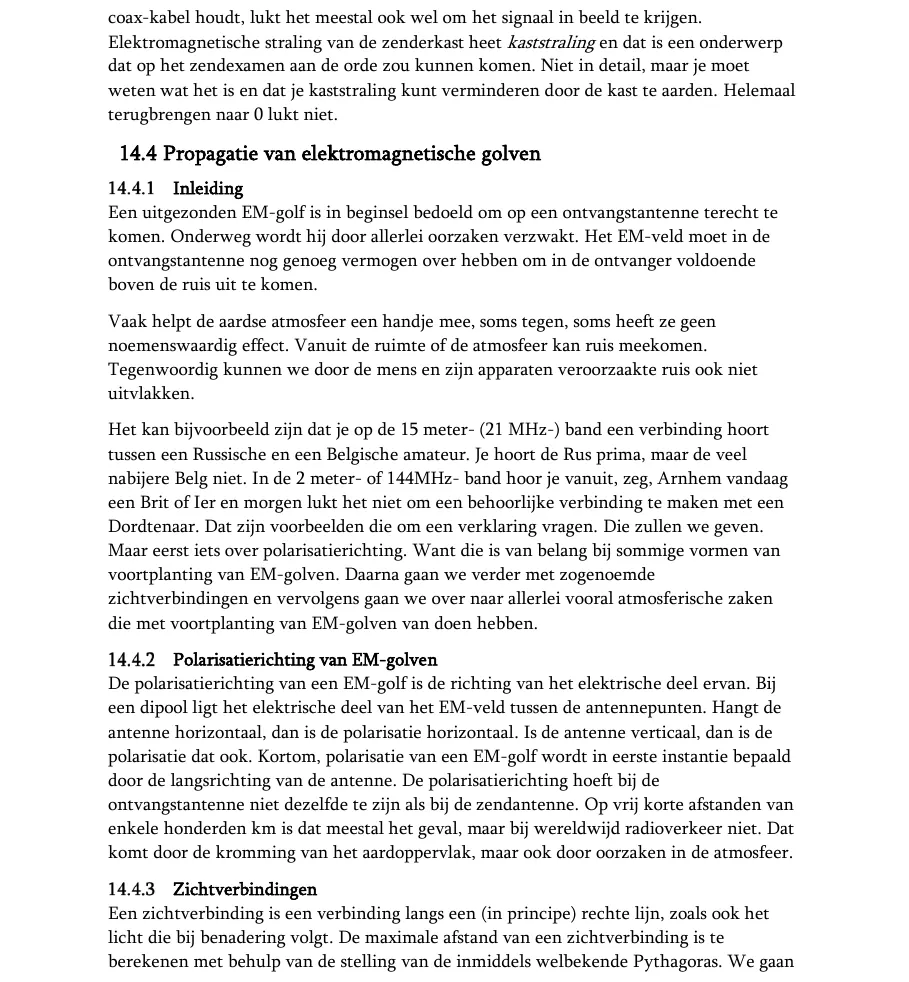 coax-kabel houdt, lukt het meestal ook wel om het signaal in beeld te krijgen.
Elektromagnetische straling van de zenderkast heet kaststraling en dat is een onderwerp
dat op het zendexamen aan de orde zou kunnen komen. Niet in detail, maar je moet
weten wat het is en dat je kaststraling kunt verminderen door de kast te aarden. Helemaal
terugbrengen naar 0 lukt niet.
14.4 Propagatie van elektromagnetische golven
14.4.1 Inleiding
Een uitgezonden EM-golf is in beginsel bedoeld om op een ontvangstantenne terecht te
komen. Onderweg wordt hij door allerlei oorzaken verzwakt. Het EM-veld moet in de
ontvangstantenne nog genoeg vermogen over hebben om in de ontvanger voldoende
boven de ruis uit te komen.
Vaak helpt de aardse atmosfeer een handje mee, soms tegen, soms heeft ze geen
noemenswaardig effect. Vanuit de ruimte of de atmosfeer kan ruis meekomen.
Tegenwoordig kunnen we door de mens en zijn apparaten veroorzaakte ruis ook niet
uitvlakken.
Het kan bijvoorbeeld zijn dat je op de 15 meter- (21 MHz-) band een verbinding hoort
tussen een Russische en een Belgische amateur. Je hoort de Rus prima, maar de veel
nabijere Belg niet. In de 2 meter- of 144MHz- band hoor je vanuit, zeg, Arnhem vandaag
een Brit of Ier en morgen lukt het niet om een behoorlijke verbinding te maken met een
Dordtenaar. Dat zijn voorbeelden die om een verklaring vragen. Die zullen we geven.
Maar eerst iets over polarisatierichting. Want die is van belang bij sommige vormen van
voortplanting van EM-golven. Daarna gaan we verder met zogenoemde
zichtverbindingen en vervolgens gaan we over naar allerlei vooral atmosferische zaken
die met voortplanting van EM-golven van doen hebben.
14.4.2 Polarisatierichting van EM-golven
De polarisatierichting van een EM-golf is de richting van het elektrische deel ervan. Bij
een dipool ligt het elektrische deel van het EM-veld tussen de antennepunten. Hangt de
antenne horizontaal, dan is de polarisatie horizontaal. Is de antenne verticaal, dan is de
polarisatie dat ook. Kortom, polarisatie van een EM-golf wordt in eerste instantie bepaald
door de langsrichting van de antenne. De polarisatierichting hoeft bij de
ontvangstantenne niet dezelfde te zijn als bij de zendantenne. Op vrij korte afstanden van
enkele honderden km is dat meestal het geval, maar bij wereldwijd radioverkeer niet. Dat
komt door de kromming van het aardoppervlak, maar ook door oorzaken in de atmosfeer.
14.4.3 Zichtverbindingen
Een zichtverbinding is een verbinding langs een (in principe) rechte lijn, zoals ook het
licht die bij benadering volgt. De maximale afstand van een zichtverbinding is te
berekenen met behulp van de stelling van de inmiddels welbekende Pythagoras. We gaan